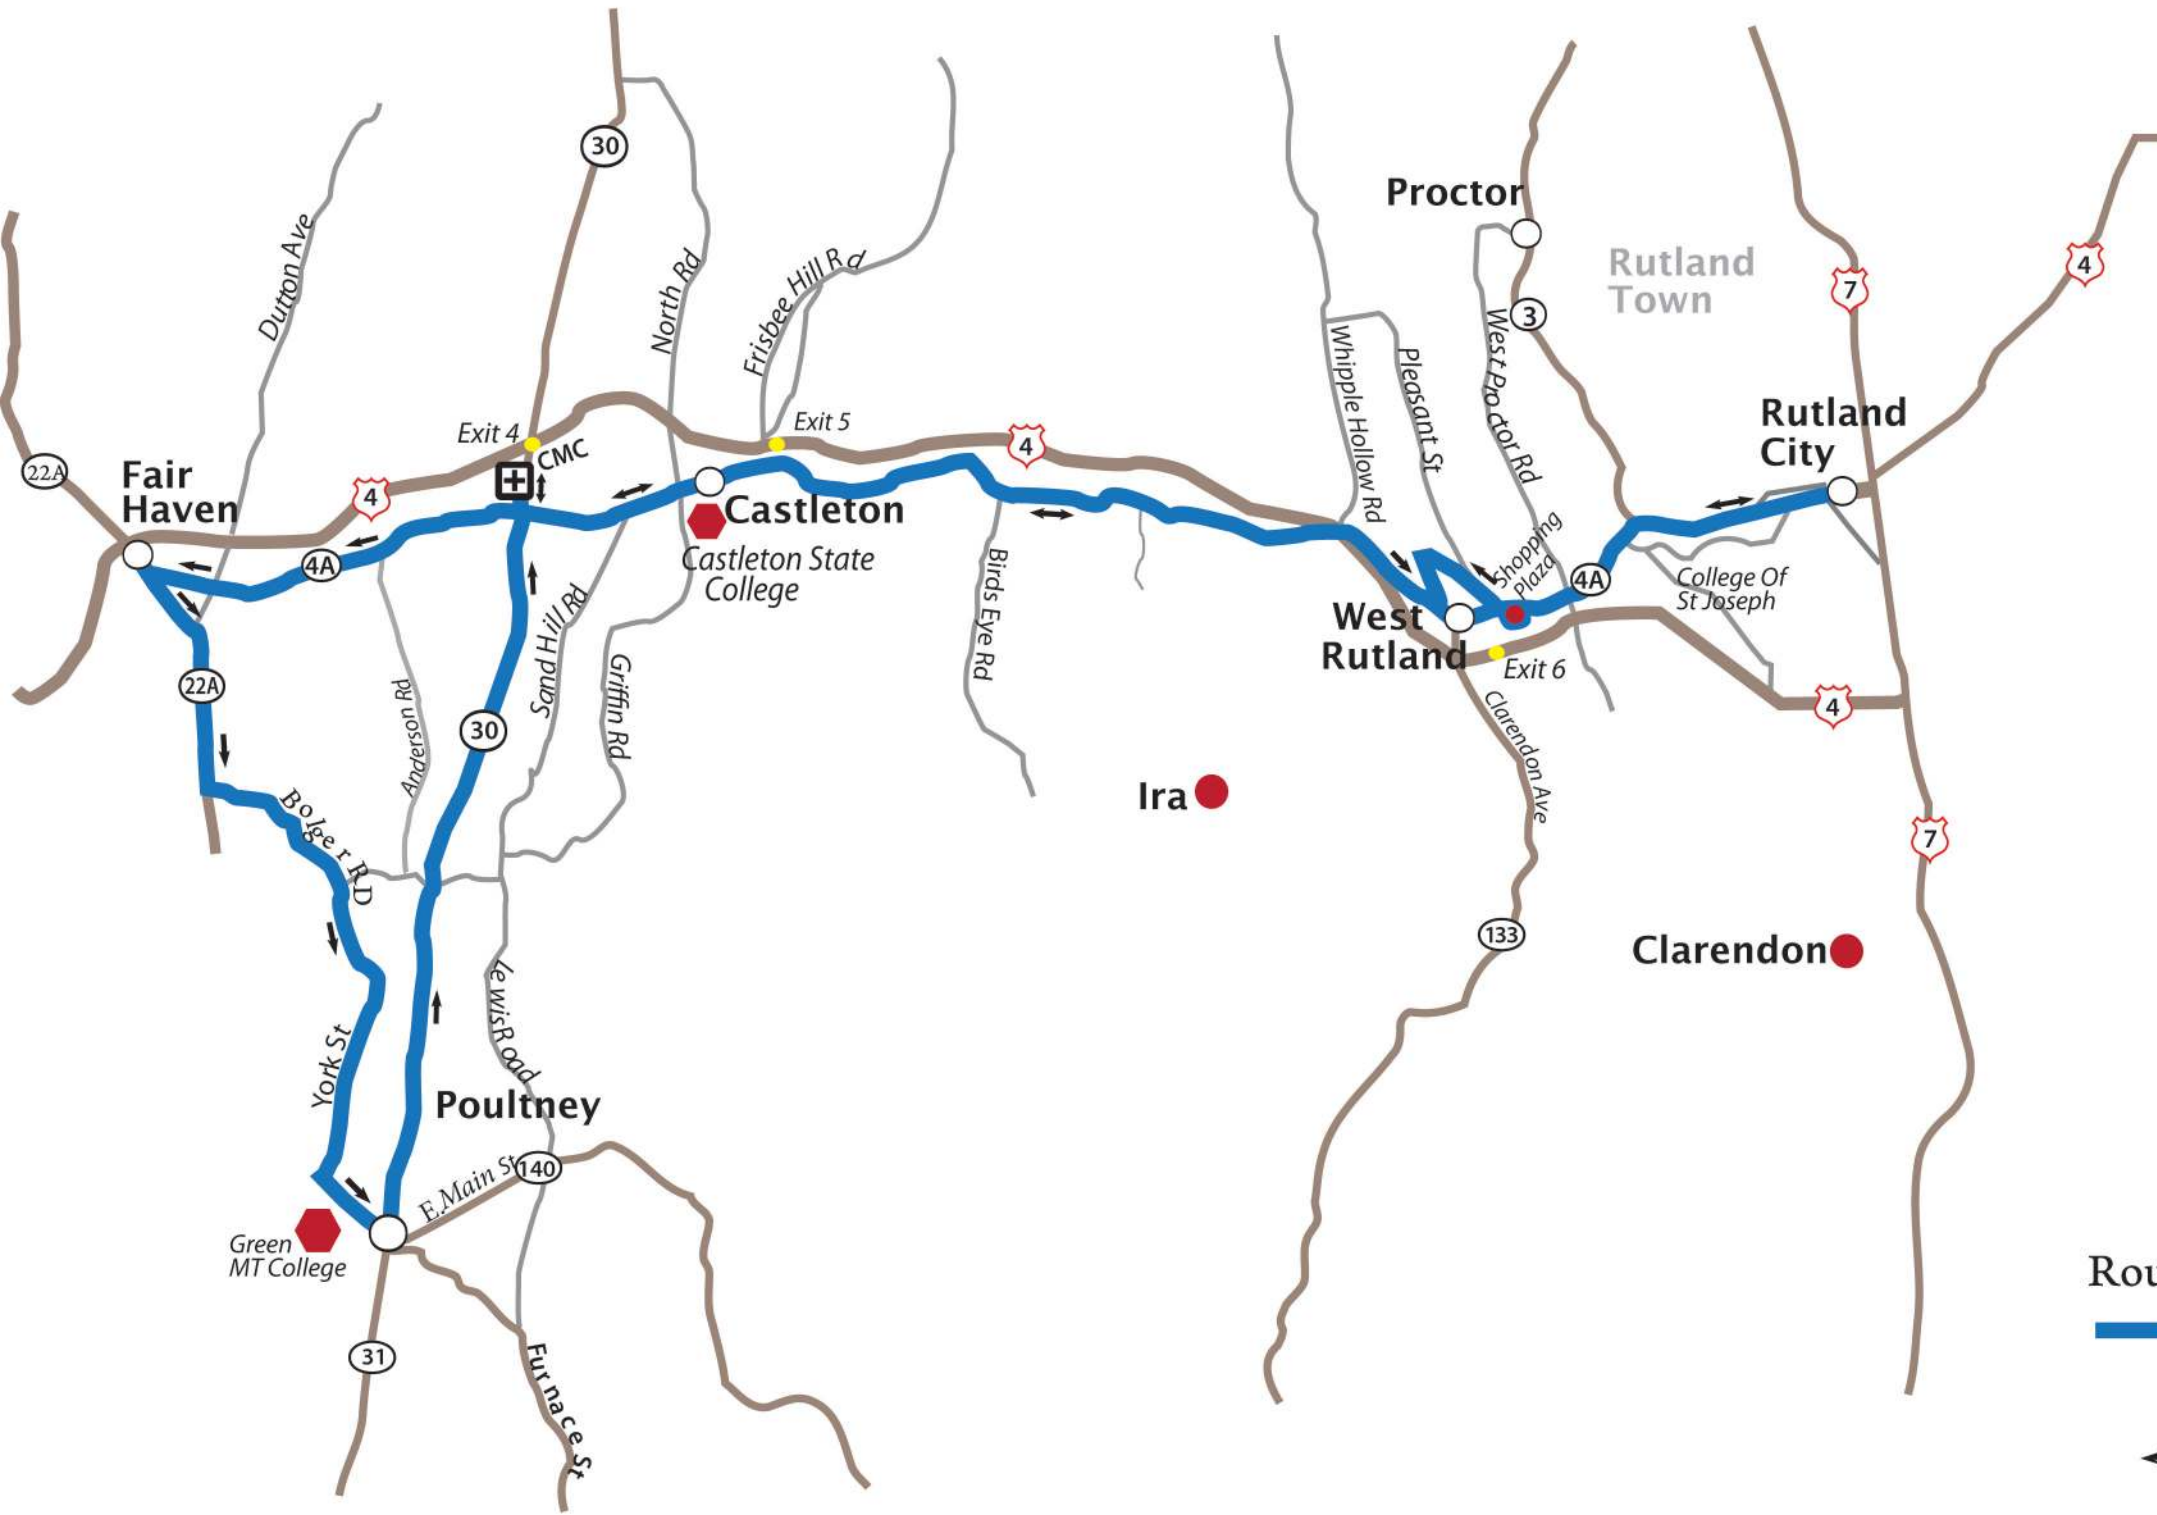 30
Proctor
Rutland
Town
3
7
4
Dutton Ave
North Rd
Frisbee Hill Rd
Whipple Hollow Rd
Pleasant St
West Proctor Rd
Rutland
City
Exit 4
CMC
Exit 5
4
22A
Fair
Haven
4
4A
Castleton
Castleton State
College
Shopping
Plaza
4A
College Of
St Joseph
West
Rutland
Exit 6
22A
Anderson Rd
30
Sand Hill Rd
Griffin Rd
Birds Eye Rd
Clarendon Ave
4
Ira
7
Bolger RD
133
Clarendon
lewis Road
York St
Poultney
E.Main St
140
Green
MT College
31
Furnace St
Rou